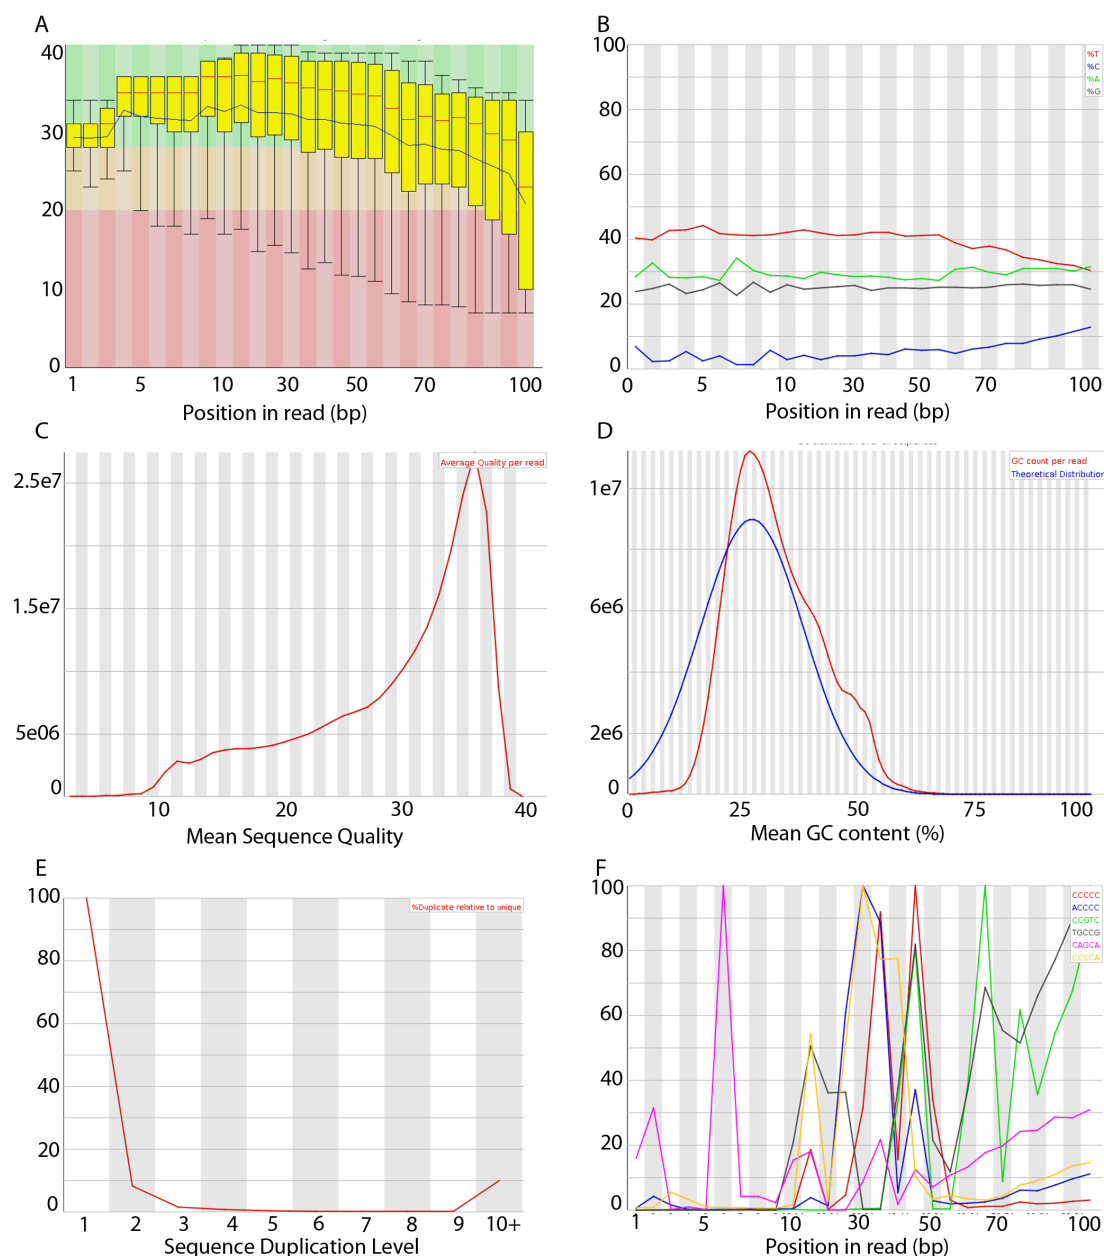 A
40
30
20
10
0
1 5 10 30 50 70 100
Position in read (bp)
B
100
80
60
40
20
0
%T
%C
%A
%G
0 5 10 30 50 70 100
Position in read (bp)
C
2.5e7
1.5e7
5e06
0
Average Quality per read
10 20 30 40
Mean Sequence Quality
D
1e7
6e6
2e6
0
GC count per read
Theoretical Distribution
0 25 50 75 100
Mean GC content (%)
E
100
80
60
40
20
0
%Duplicate relative to unique
1 2 3 4 5 6 7 8 9 10+
Sequence Duplication Level
F
100
80
60
40
20
0
CCCCC
ACCCC
CCGTC
TGCCG
CAGCA
CCCCA
1 5 10 30 50 70 100
Position in read (bp)